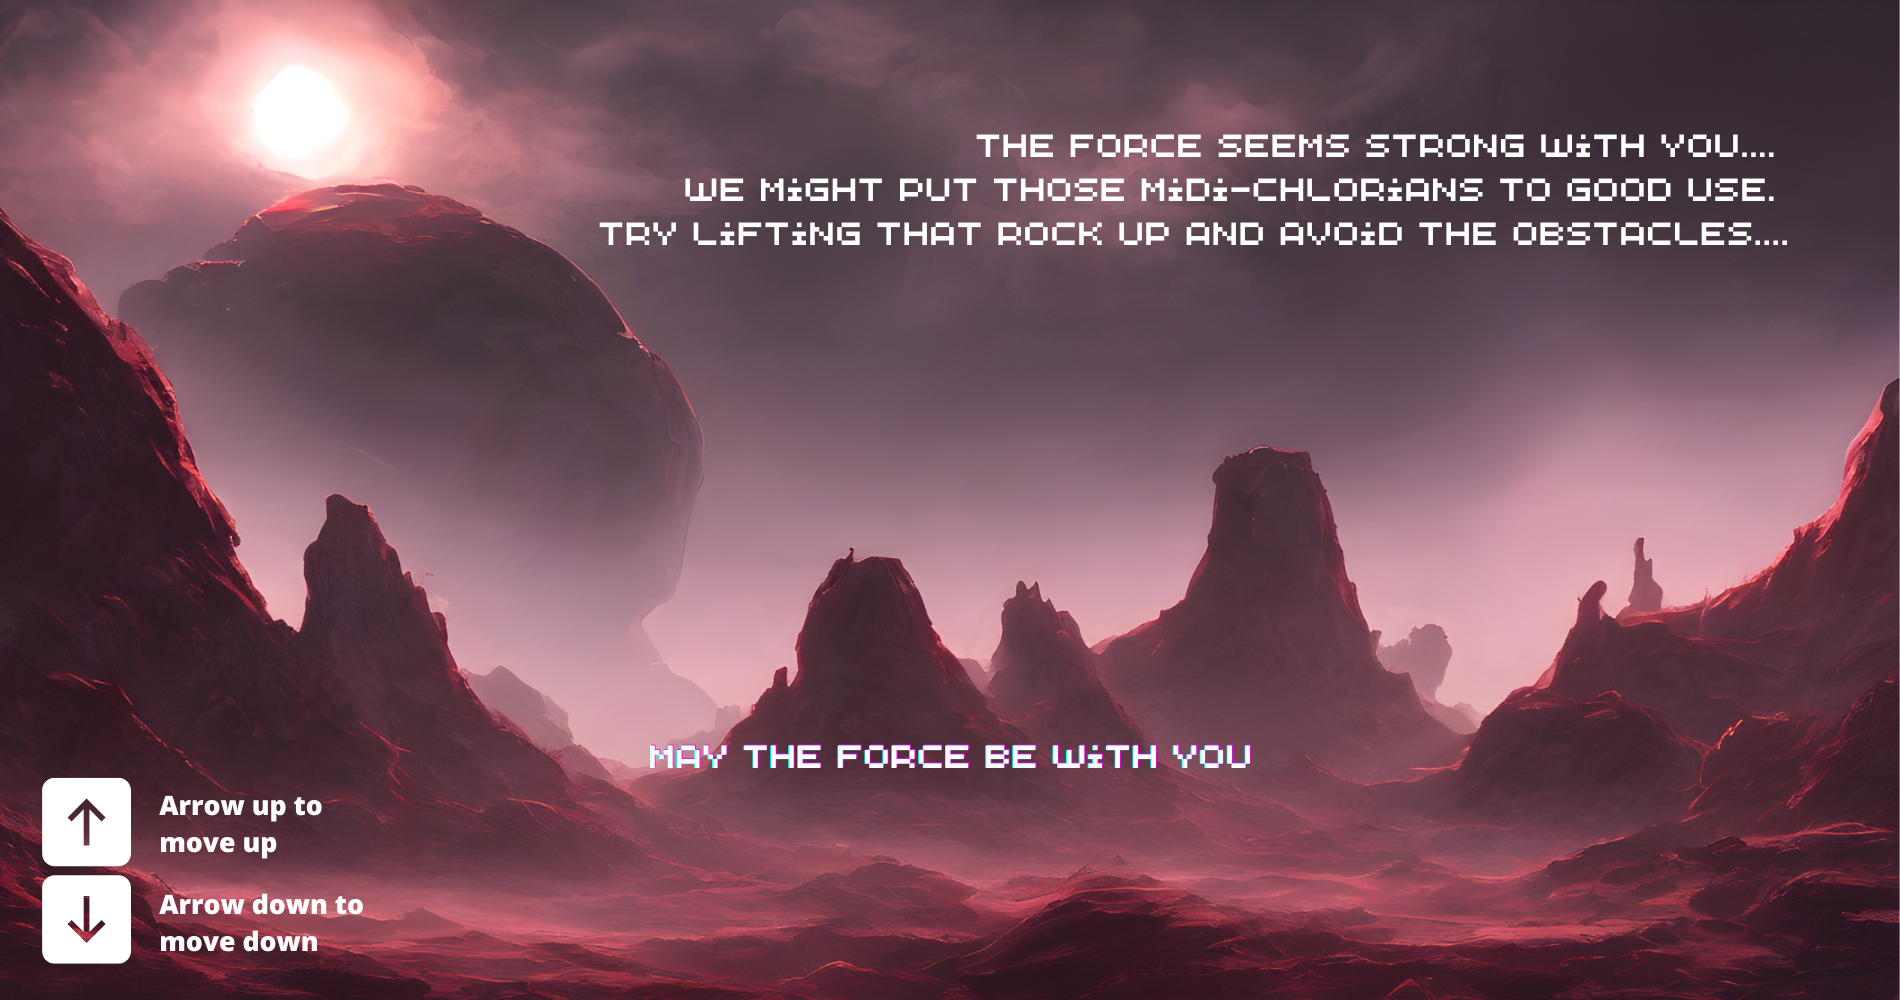 THE FORCE SEEMS STRONG WiTH YOU....
WE MiGHT PUT THOSE MiDi-CHLORiANS TO GOOD USE.
TRY LiFTiNG THAT ROCK UP AND AVOiD THE OBSTACLES....
MAY THE FORCE BE WiTH YOU
Arrow up to
move up
Arrow down to
move down